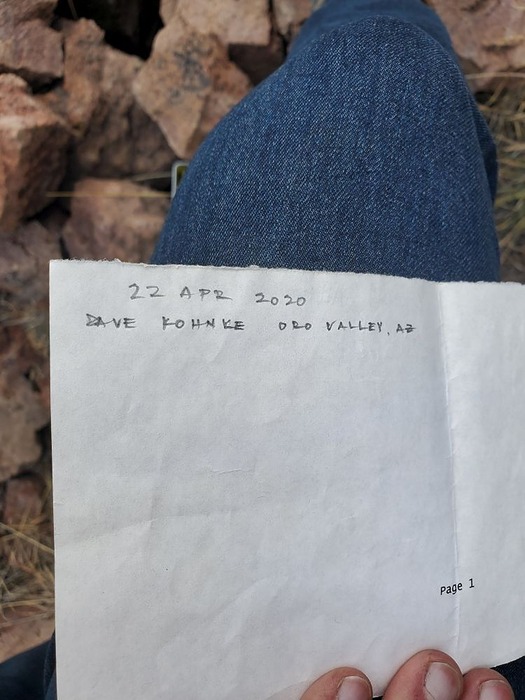 22 APR 2020
DAVE KOHNKE ORO VALLEY, AZ
Page 1